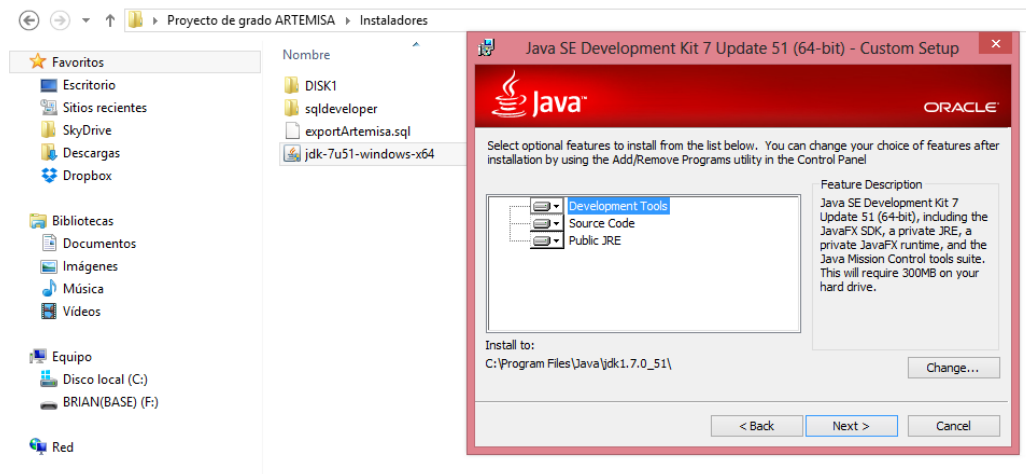 Proyecto de grado ARTEMISA
Instaladores
Favoritos
Escritorio
Sitios recientes
SkyDrive
Descargas
Dropbox
Bibliotecas
Documentos
Imágenes
Música
Vídeos
Equipo
Disco local (C:)
BRIAN(BASE) (F:)
Red
Nombre
DISK1
sqldeveloper
exportArtemisa.sql
jdk-7u51-windows-x64
Java SE Development Kit 7 Update 51 (64-bit) - Custom Setup
Java™
ORACLE®
Select optional features to install from the list below. You can change your choice of features after
installation by using the Add/Remove Programs utility in the Control Panel
Development Tools
Source Code
Public JRE
Feature Description
Java SE Development Kit 7
Update 51 (64-bit), including the
JavaFX SDK, a private JRE, a
private JavaFX runtime, and the
Java Mission Control tools suite.
This will require 300MB on your
hard drive.
Install to:
C:\Program Files\Java\jdk1.7.0_51\
Change...
< Back
Next >
Cancel